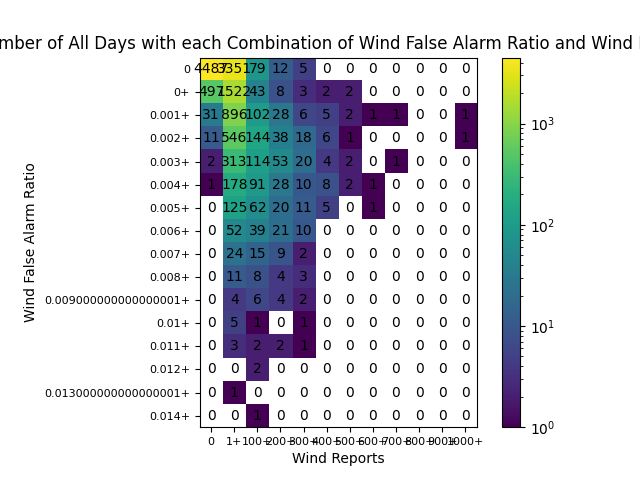 mber of All Days with each Combination of Wind False Alarm Ratio and Wind
Wind False Alarm Ratio
0 4487 3351 179 12 5 0 0 0 0 0 0 0
0+ 497 1522 43 8 3 2 2 0 0 0 0 0
0.001+ 31 896 102 28 6 5 2 1 1 0 0 1
0.002+ 11 546 144 38 18 6 1 0 0 0 0 1
0.003+ 2 313 114 53 20 4 2 0 1 0 0 0
0.004+ 1 178 91 28 10 8 2 1 0 0 0 0
0.005+ 0 125 62 20 11 5 0 1 0 0 0 0
0.006+ 0 52 39 21 10 0 0 0 0 0 0 0
0.007+ 0 24 15 9 2 0 0 0 0 0 0 0
0.008+ 0 11 8 4 3 0 0 0 0 0 0 0
0.009000000000000001+ 0 4 6 4 2 0 0 0 0 0 0 0
0.01+ 0 5 1 0 1 0 0 0 0 0 0 0
0.011+ 0 3 2 2 1 0 0 0 0 0 0 0
0.012+ 0 0 2 0 0 0 0 0 0 0 0 0
0.013000000000000001+ 0 1 0 0 0 0 0 0 0 0 0 0
0.014+ 0 0 1 0 0 0 0 0 0 0 0 0
0 1+ 100+ 200+ 300+ 400+ 500+ 600+ 700+ 800+ 900+ 1000+
Wind Reports
10³
10²
10¹
10⁰